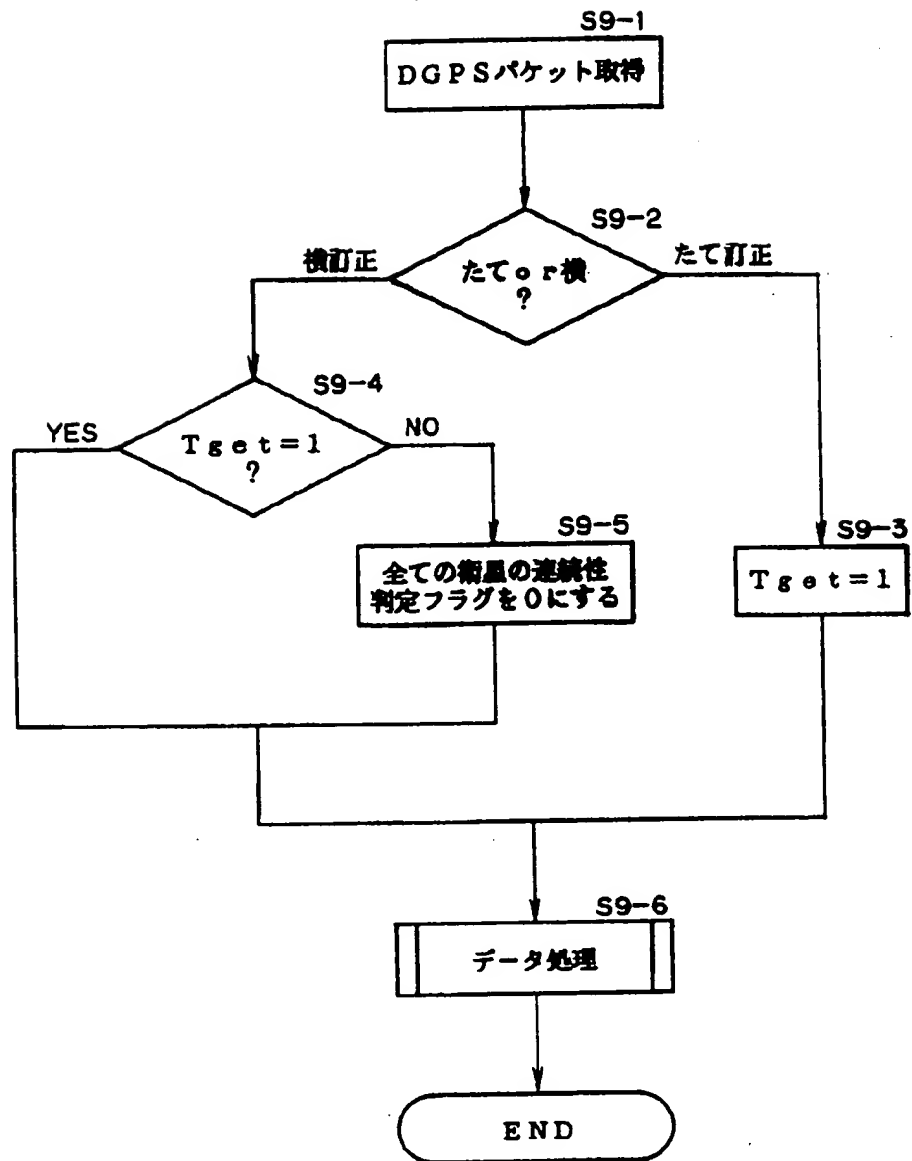 S9-1
DGPSパケット取得
S9-2
横訂正
たてor横
?
たて訂正
S9-4
YES
Tget=1
?
NO
S9-5
全ての衛星の連続性
判定フラグを0にする
S9-3
Tget=1
S9-6
データ処理
END